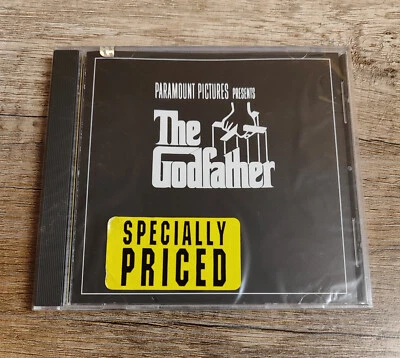 PARAMOUNT PICTURES PRESENTS
The
Godfather
SPECIALLY
PRICED